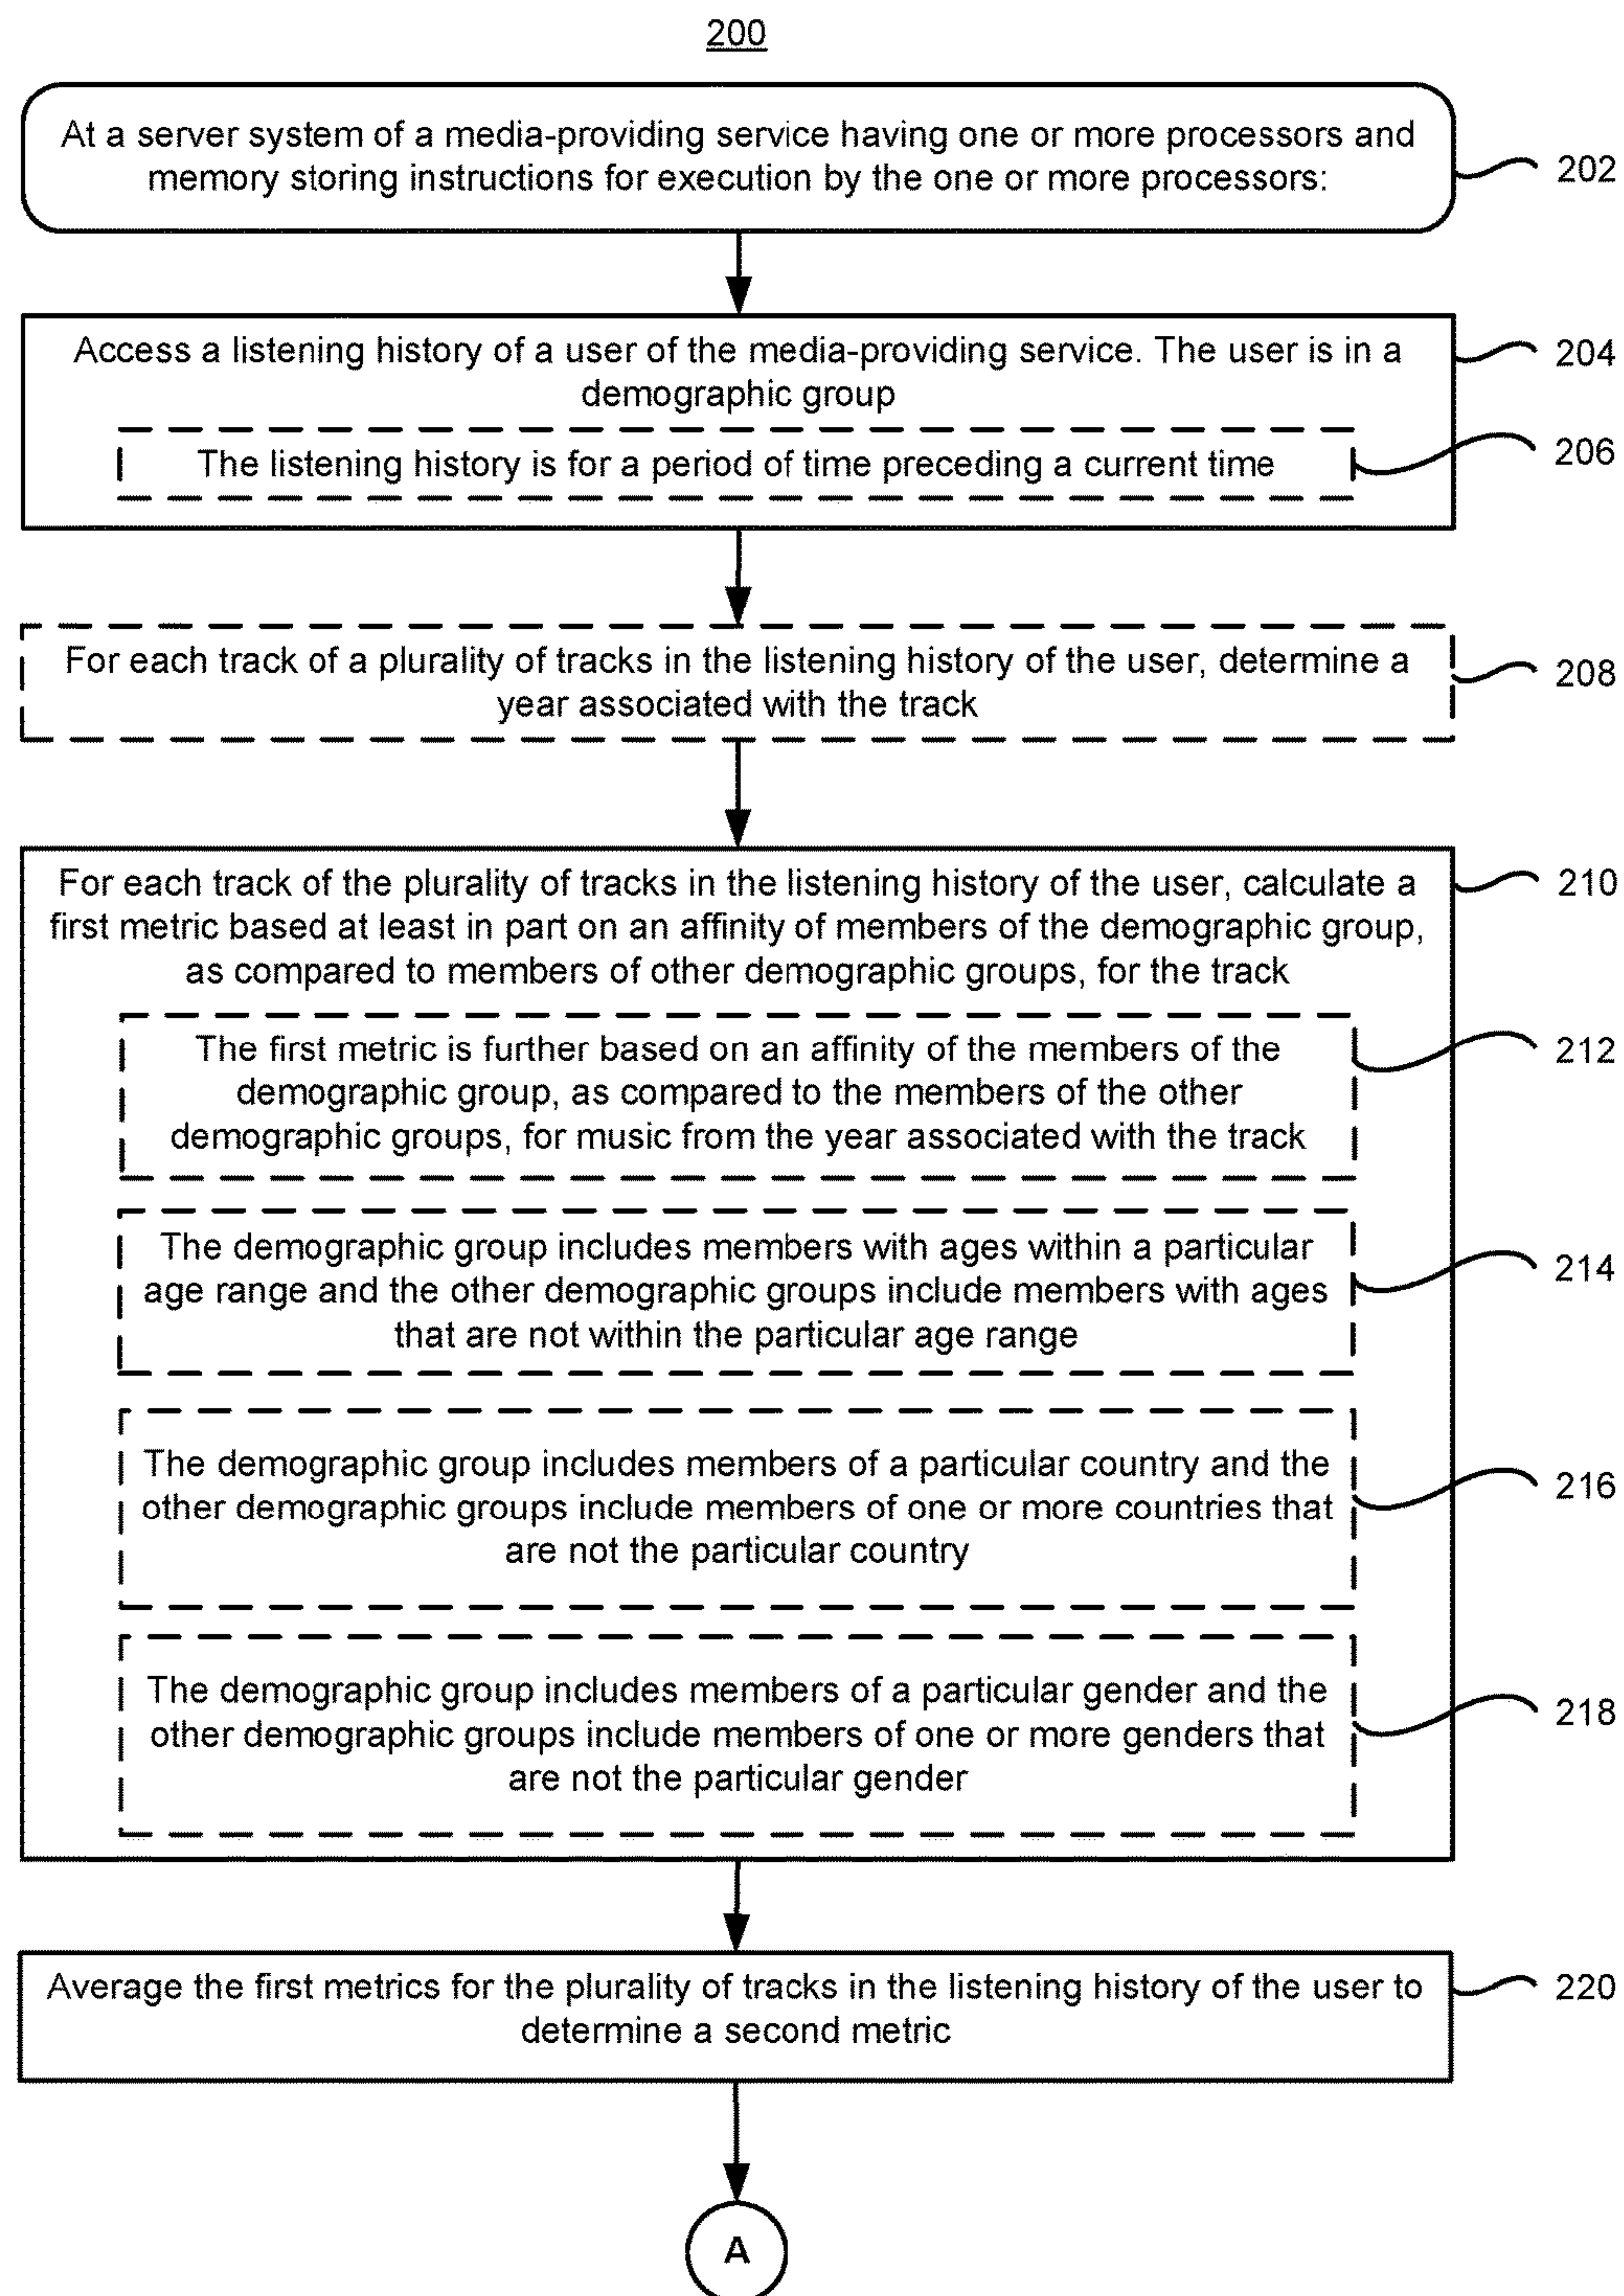 200
At a server system of a media-providing service having one or more processors and
memory storing instructions for execution by the one or more processors:
202
Access a listening history of a user of the media-providing service. The user is in a
demographic group
204
The listening history is for a period of time preceding a current time
206
For each track of a plurality of tracks in the listening history of the user, determine a
year associated with the track
208
For each track of the plurality of tracks in the listening history of the user, calculate a
first metric based at least in part on an affinity of members of the demographic group,
as compared to members of other demographic groups, for the track
210
The first metric is further based on an affinity of the members of the
demographic group, as compared to the members of the other
demographic groups, for music from the year associated with the track
212
The demographic group includes members with ages within a particular
age range and the other demographic groups include members with ages
that are not within the particular age range
214
The demographic group includes members of a particular country and the
other demographic groups include members of one or more countries that
are not the particular country
216
The demographic group includes members of a particular gender and the
other demographic groups include members of one or more genders that
are not the particular gender
218
Average the first metrics for the plurality of tracks in the listening history of the user to
determine a second metric
220
A